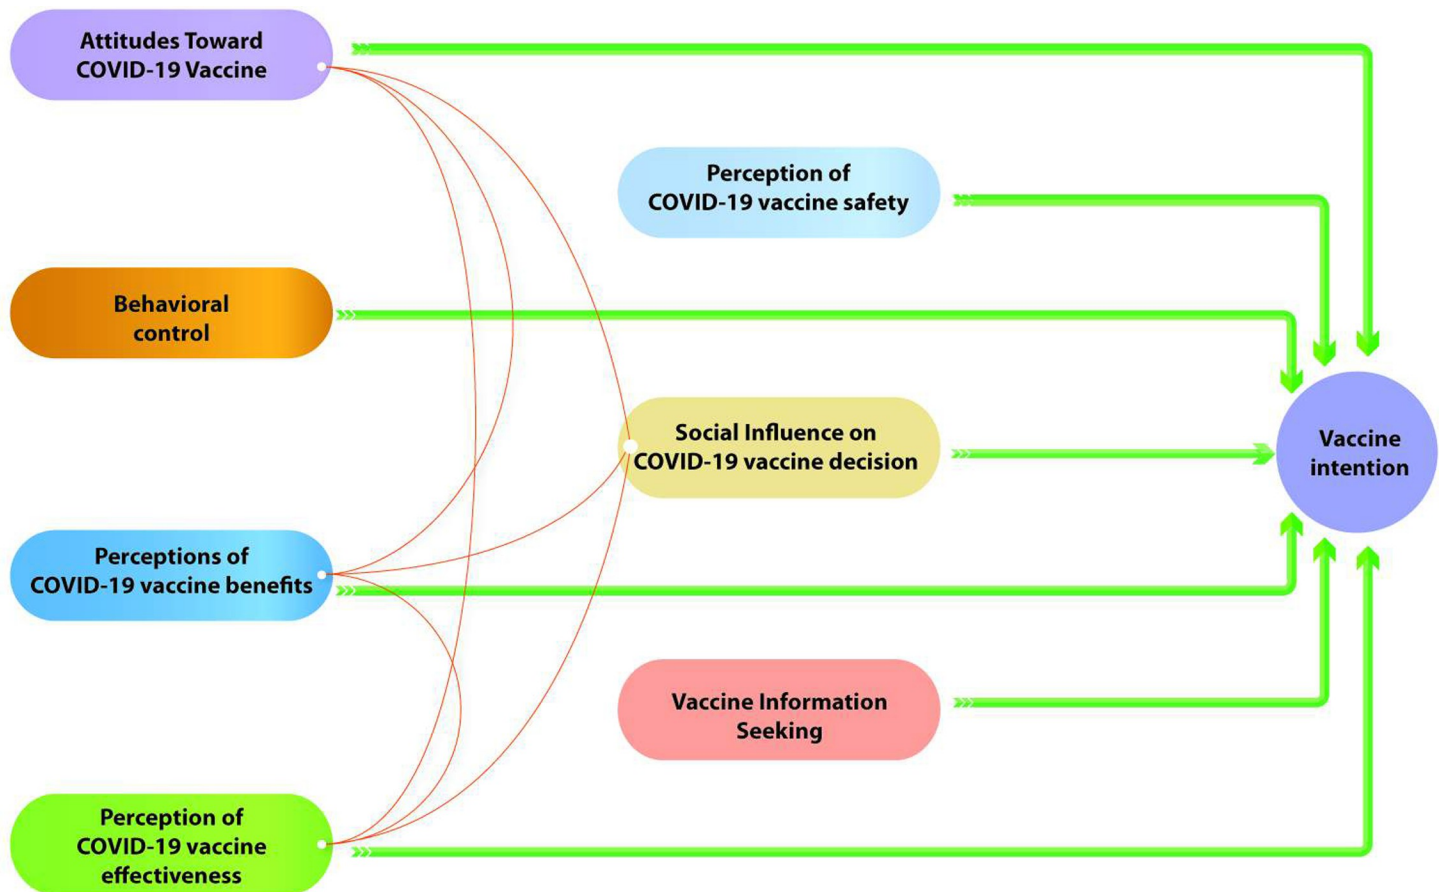 Attitudes Toward
COVID-19 Vaccine
Perception of
COVID-19 vaccine safety
Behavioral
control
Social Influence on
COVID-19 vaccine decision
Vaccine
intention
Perceptions of
COVID-19 vaccine benefits
Vaccine Information
Seeking
Perception of
COVID-19 vaccine
effectiveness